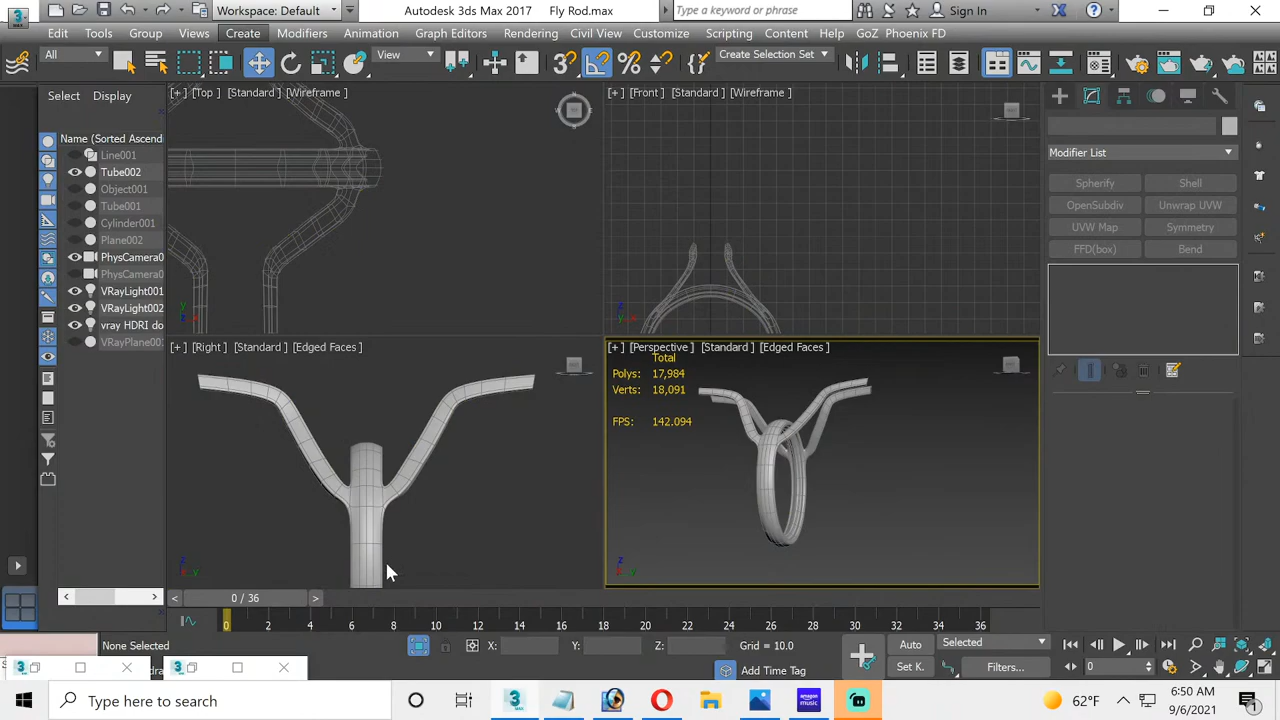 Workspace: Default
Autodesk 3ds Max 2017 Fly Rod.max
Type a keyword or phrase
Sign In
Edit Tools Group Views Create Modifiers Animation Graph Editors Rendering Civil View Customize Scripting Content GoZ Phoenix FD
All
View
Create Selection Set
Select Display
[+] [Top] [Standard] [Wireframe]
[+] [Front] [Standard] [Wireframe]
Name (Sorted Ascend
Line001
Tube002
Object001
Tube001
Cylinder001
Plane002
PhysCamera0
PhysCamera0
VRayLight001
VRayLight002
vray HDRI do
VRayPlane001
[+] [Right] [Standard] [Edged Faces]
[+] [Perspective] [Standard] [Edged Faces]
Total
Polys: 17,984
Verts: 18,091
FPS: 142.094
Modifier List
Spherify Shell
OpenSubdiv Unwrap UVW
UVW Map Symmetry
FFD(box) Bend
0 / 36
0 2 4 6 8 10 12 14 16 18 20 22 24 26 28 30 32 34 36
None Selected
X: Y: Z: Grid = 10.0
Add Time Tag
Auto Selected
Set K. Filters...
0
Type here to search
amazon music
62°F
6:50 AM
9/6/2021